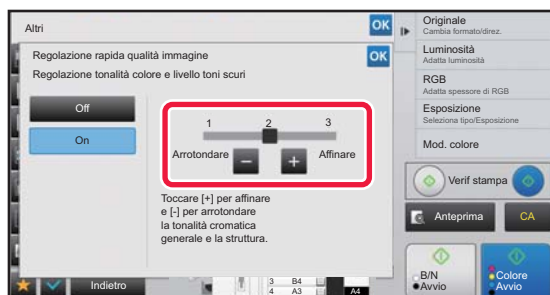 Altri
OK
Regolazione rapida qualità immagine
OK
Regolazione tonalità colore e livello toni scuri
Off
On
1 2 3
Arrotondare
Affinare
Toccare [+] per affinare
e [-] per arrotondare
la tonalità cromatica
generale e la struttura.
Indietro
3 B4
4 A3
A4
Originale
Cambia formato/direz.
Luminosità
Adatta luminosità
RGB
Adatta spessore di RGB
Esposizione
Seleziona tipo/Esposizione
Mod. colore
Verif stampa
Anteprima
CA
B/N
Avvio
Colore
Avvio